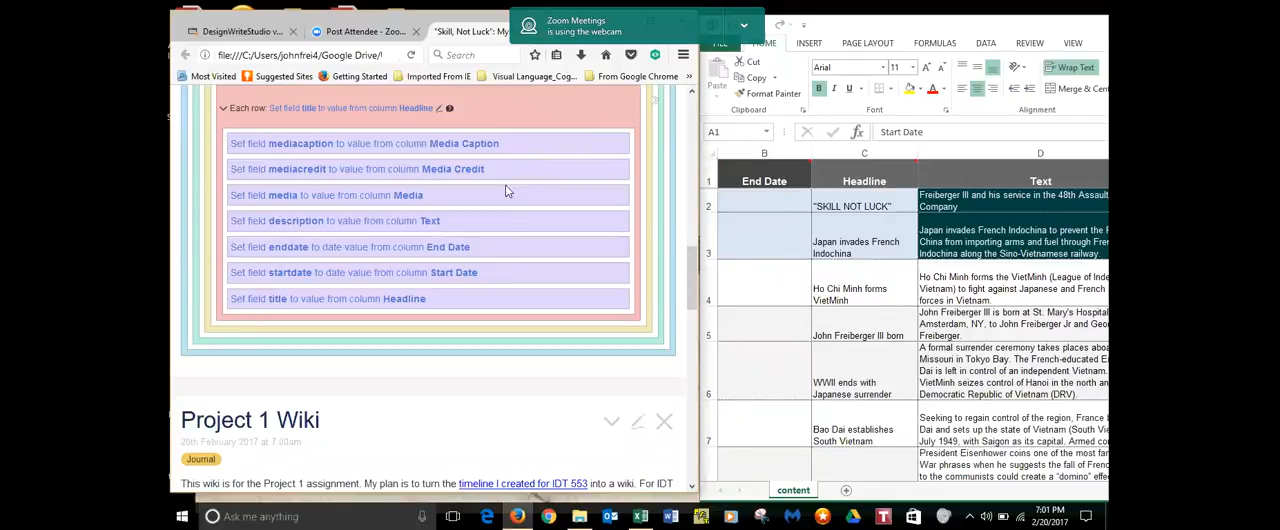 DesignWriteStudio v
Post Attendee - Zoo...
"Skill, Not Luck": My
Zoom Meetings
is using the webcam
file:///C:/Users/johnfrei4/Google Drive/
Search
Most Visited
Suggested Sites
Getting Started
Imported From IE
Visual Language_Cog...
From Google Chrome
Each row: Set field title to value from column Headline
Set field mediacaption to value from column Media Caption
Set field mediacredit to value from column Media Credit
Set field media to value from column Media
Set field description to value from column Text
Set field enddate to date value from column End Date
Set field startdate to date value from column Start Date
Set field title to value from column Headline
Project 1 Wiki
20th February 2017 at 7:00am
Journal
This wiki is for the Project 1 assignment. My plan is to turn the timeline I created for IDT 553 into a wiki. For IDT
HOME
INSERT
PAGE LAYOUT
FORMULAS
DATA
REVIEW
VIEW
Paste
Cut
Copy
Format Painter
Clipboard
Arial
11
B I U
Font
Wrap Text
Merge & Cent
Alignment
A1
Start Date
B
C
D
1
End Date
Headline
Text
2
"SKILL NOT LUCK"
Freiberger III and his service in the 48th Assault
Company
3
Japan invades French
Indochina
Japan invades French Indochina to prevent the
China from importing arms and fuel through Fre
Indochina along the Sino-Vietnamese railway.
4
Ho Chi Minh forms
VietMinh
Ho Chi Minh forms the VietMinh (League of Inde
Vietnam) to fight against Japanese and French
forces in Vietnam.
5
John Freiberger III born
John Freiberger III is born at St. Mary's Hospital
Amsterdam, NY, to John Freiberger Jr and Geo
Freiberger.
6
WWII ends with
Japanese surrender
A formal surrender ceremony takes places aboa
Missouri in Tokyo Bay. The French-educated E
Dai is left in control of an independent Vietnam.
VietMinh seizes control of Hanoi in the north an
Democratic Republic of Vietnam (DRV).
7
Bao Dai establishes
South Vietnam
Seeking to regain control of the region, France
Dai and sets up the state of Vietnam (South Vi
July 1949, with Saigon as its capital. Armed co
President Eisenhower coins one of the most fam
War phrases when he suggests the fall of Frenc
to the communists could create a "domino" effe
content
Ask me anything
7:01 PM
2/20/2017